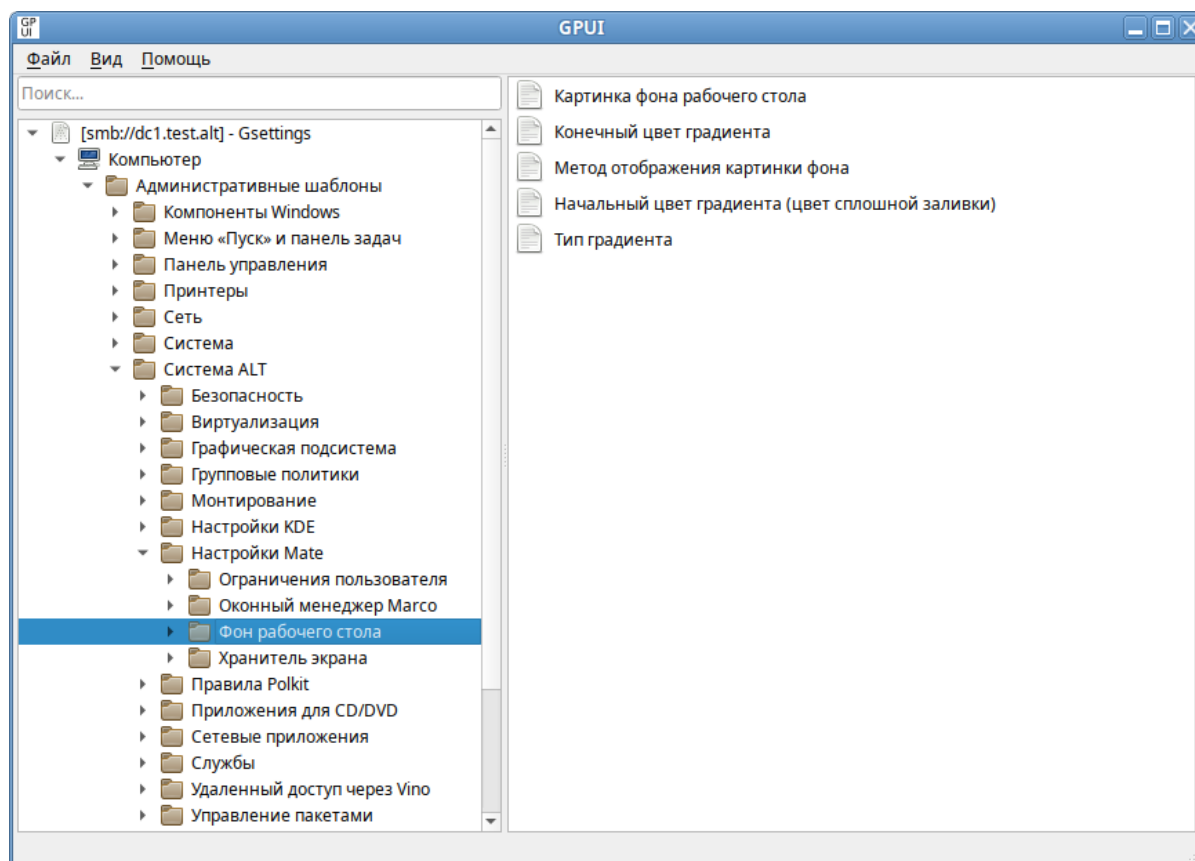 GP
UI
GPUI
Файл Вид Помощь
Поиск...
[smb://dc1.test.alt] - Gsettings
Компьютер
Административные шаблоны
Компоненты Windows
Меню «Пуск» и панель задач
Панель управления
Принтеры
Сеть
Система
Система ALT
Безопасность
Виртуализация
Графическая подсистема
Групповые политики
Монтирование
Настройки KDE
Настройки Mate
Ограничения пользователя
Оконный менеджер Marco
Фон рабочего стола
Хранитель экрана
Правила Polkit
Приложения для CD/DVD
Сетевые приложения
Службы
Удаленный доступ через Vino
Управление пакетами
Картинка фона рабочего стола
Конечный цвет градиента
Метод отображения картинки фона
Начальный цвет градиента (цвет сплошной заливки)
Тип градиента